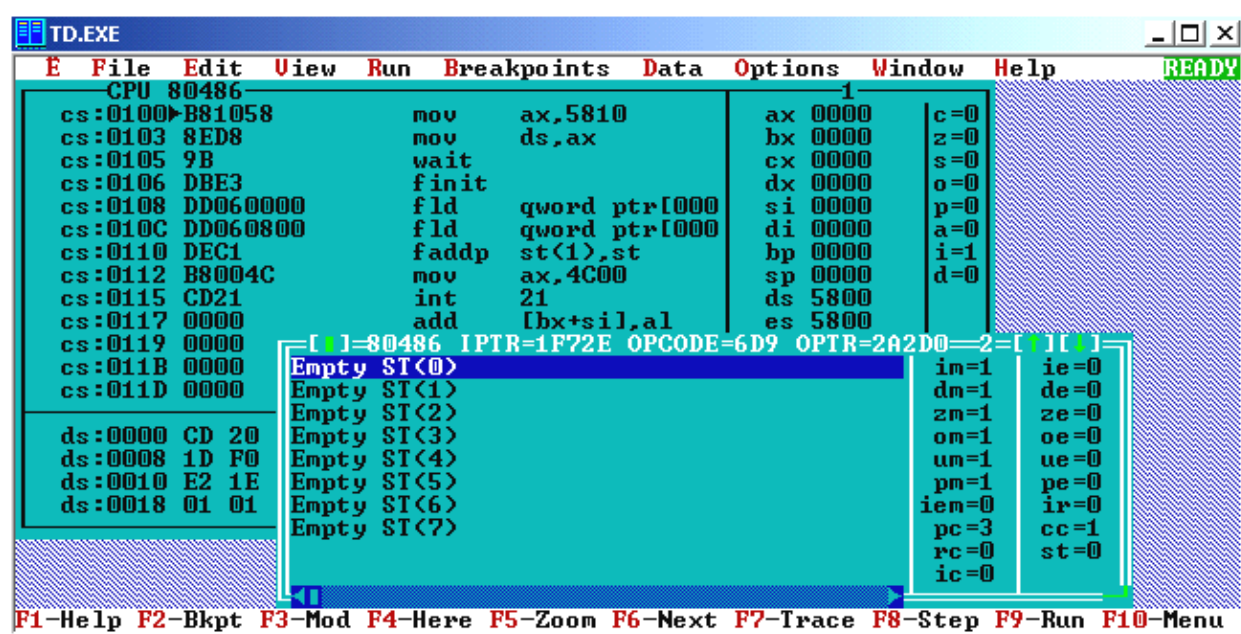 TD.EXE
E File Edit View Run Breakpoints Data Options Window Help READY
CPU 80486 1
cs:0100►B81058 mov ax,5810 ax 0000 c=0
cs:0103 8ED8 mov ds,ax bx 0000 z=0
cs:0105 9B wait cx 0000 s=0
cs:0106 DBE3 finit dx 0000 o=0
cs:0108 DD060000 fld qword ptr[000 si 0000 p=0
cs:010C DD060800 fld qword ptr[000 di 0000 a=0
cs:0110 DEC1 faddp st(1),st bp 0000 i=1
cs:0112 B8004C mov ax,4C00 sp 0000 d=0
cs:0115 CD21 int 21 ds 5800
cs:0117 0000 add [bx+si],al es 5800
cs:0119 0000 [▮]=80486 IPTR=1F72E OPCODE=6D9 OPTR=2A2D0 2=[↑][↓]
cs:011B 0000 Empty ST(0) im=1 ie=0
cs:011D 0000 Empty ST(1) dm=1 de=0
Empty ST(2) zm=1 ze=0
ds:0000 CD 20 Empty ST(3) om=1 oe=0
ds:0008 1D F0 Empty ST(4) um=1 ue=0
ds:0010 E2 1E Empty ST(5) pm=1 pe=0
ds:0018 01 01 Empty ST(6) iem=0 ir=0
Empty ST(7) pc=3 cc=1
rc=0 st=0
ic=0
F1-Help F2-Bkpt F3-Mod F4-Here F5-Zoom F6-Next F7-Trace F8-Step F9-Run F10-Menu